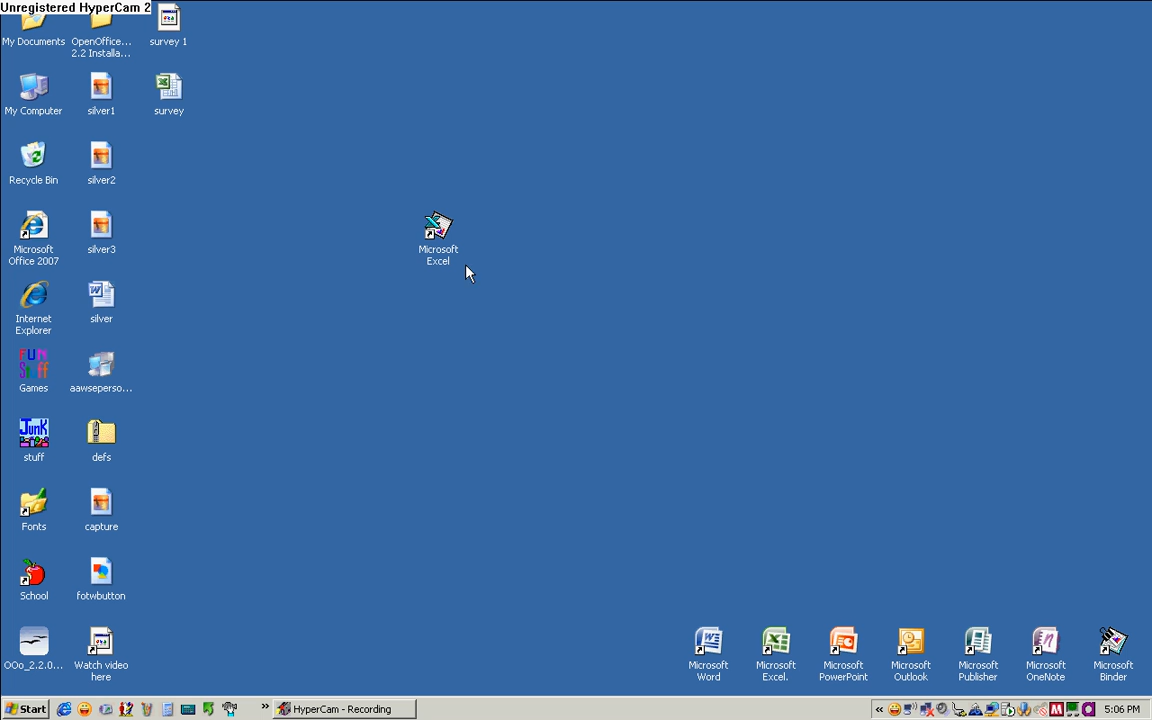 Unregistered HyperCam 2
My Documents
OpenOffice...
2.2 Installa...
survey 1
My Computer
silver1
survey
Recycle Bin
silver2
Microsoft
Office 2007
silver3
Microsoft
Excel
Internet
Explorer
silver
FUN
Stuff
Games
aawseperso...
JunK
stuff
defs
Fonts
capture
School
fotwbutton
OOo_2.2.0...
Watch video
here
Microsoft
Word
Microsoft
Excel.
Microsoft
PowerPoint
Microsoft
Outlook
Microsoft
Publisher
Microsoft
OneNote
Microsoft
Binder
Start
»
HyperCam - Recording
«
5:06 PM